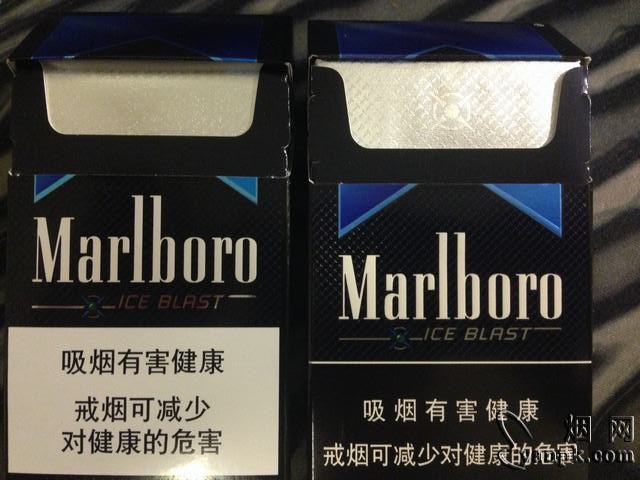 Marlboro
ICE BLAST
吸烟有害健康
戒烟可减少
对健康的危害
Marlboro
ICE BLAST
吸烟有害健康
戒烟可减少对健康的危害
烟网